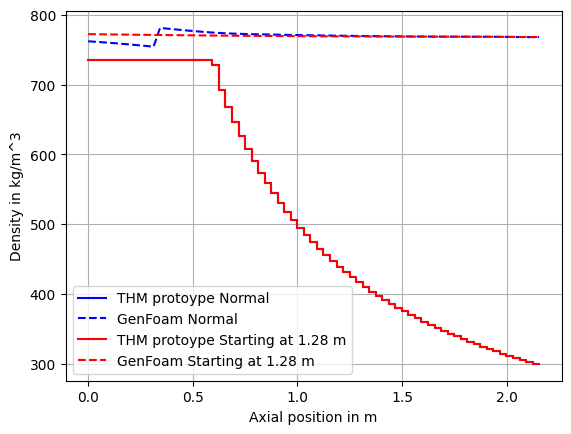 800
700
600
500
400
300
Density in kg/m^3
THM protoype Normal
GenFoam Normal
THM protoype Starting at 1.28 m
GenFoam Starting at 1.28 m
0.0 0.5 1.0 1.5 2.0
Axial position in m